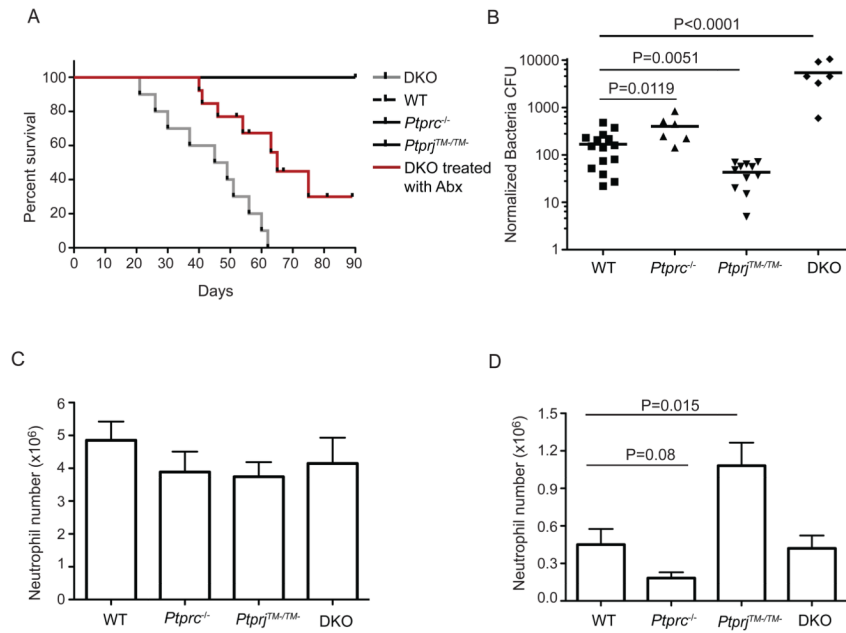 A
Percent survival
100
80
60
40
20
0
0 10 20 30 40 50 60 70 80 90
Days
DKO
WT
Ptprc-/-
PtprjTM-/TM-
DKO treated
with Abx
B
Normalized Bacteria CFU
10000
1000
100
10
1
P<0.0001
P=0.0051
P=0.0119
WT Ptprc-/- PtprjTM-/TM- DKO
C
Neutrophil number (x10⁶)
6
5
4
3
2
1
0
WT Ptprc-/- PtprjTM-/TM- DKO
D
Neutrophil number (x10⁶)
1.5
1.2
0.9
0.6
0.3
0.0
P=0.015
P=0.08
WT Ptprc-/- PtprjTM-/TM- DKO